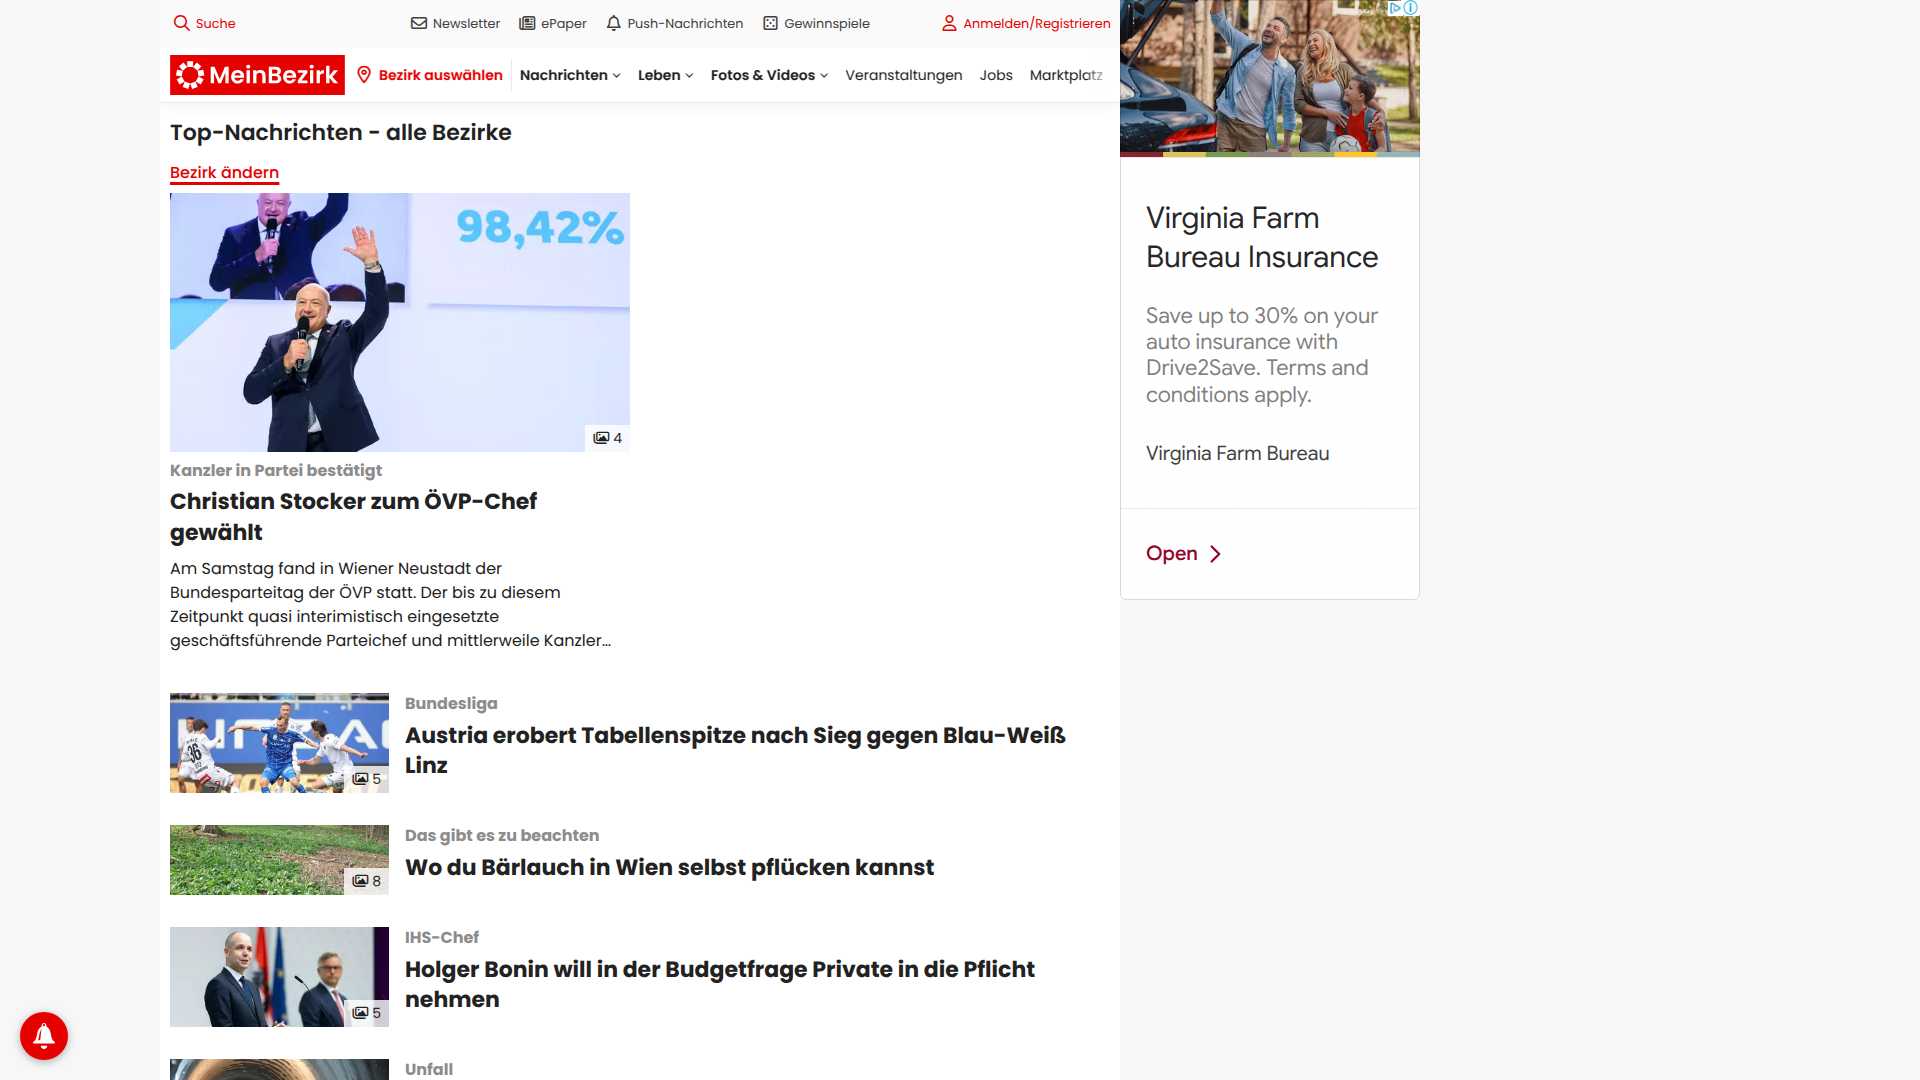 Suche
Newsletter
ePaper
Push-Nachrichten
Gewinnspiele
Anmelden/Registrieren
MeinBezirk
Bezirk auswählen
Nachrichten
Leben
Fotos & Videos
Veranstaltungen
Jobs
Marktplatz
Top-Nachrichten - alle Bezirke
Bezirk ändern
98,42%
4
Kanzler in Partei bestätigt
Christian Stocker zum ÖVP-Chef
gewählt
Am Samstag fand in Wiener Neustadt der
Bundesparteitag der ÖVP statt. Der bis zu diesem
Zeitpunkt quasi interimistisch eingesetzte
geschäftsführende Parteichef und mittlerweile Kanzler...
36
5
Bundesliga
Austria erobert Tabellenspitze nach Sieg gegen Blau-Weiß
Linz
8
Das gibt es zu beachten
Wo du Bärlauch in Wien selbst pflücken kannst
5
IHS-Chef
Holger Bonin will in der Budgetfrage Private in die Pflicht
nehmen
Unfall
Virginia Farm
Bureau Insurance
Save up to 30% on your
auto insurance with
Drive2Save. Terms and
conditions apply.
Virginia Farm Bureau
Open